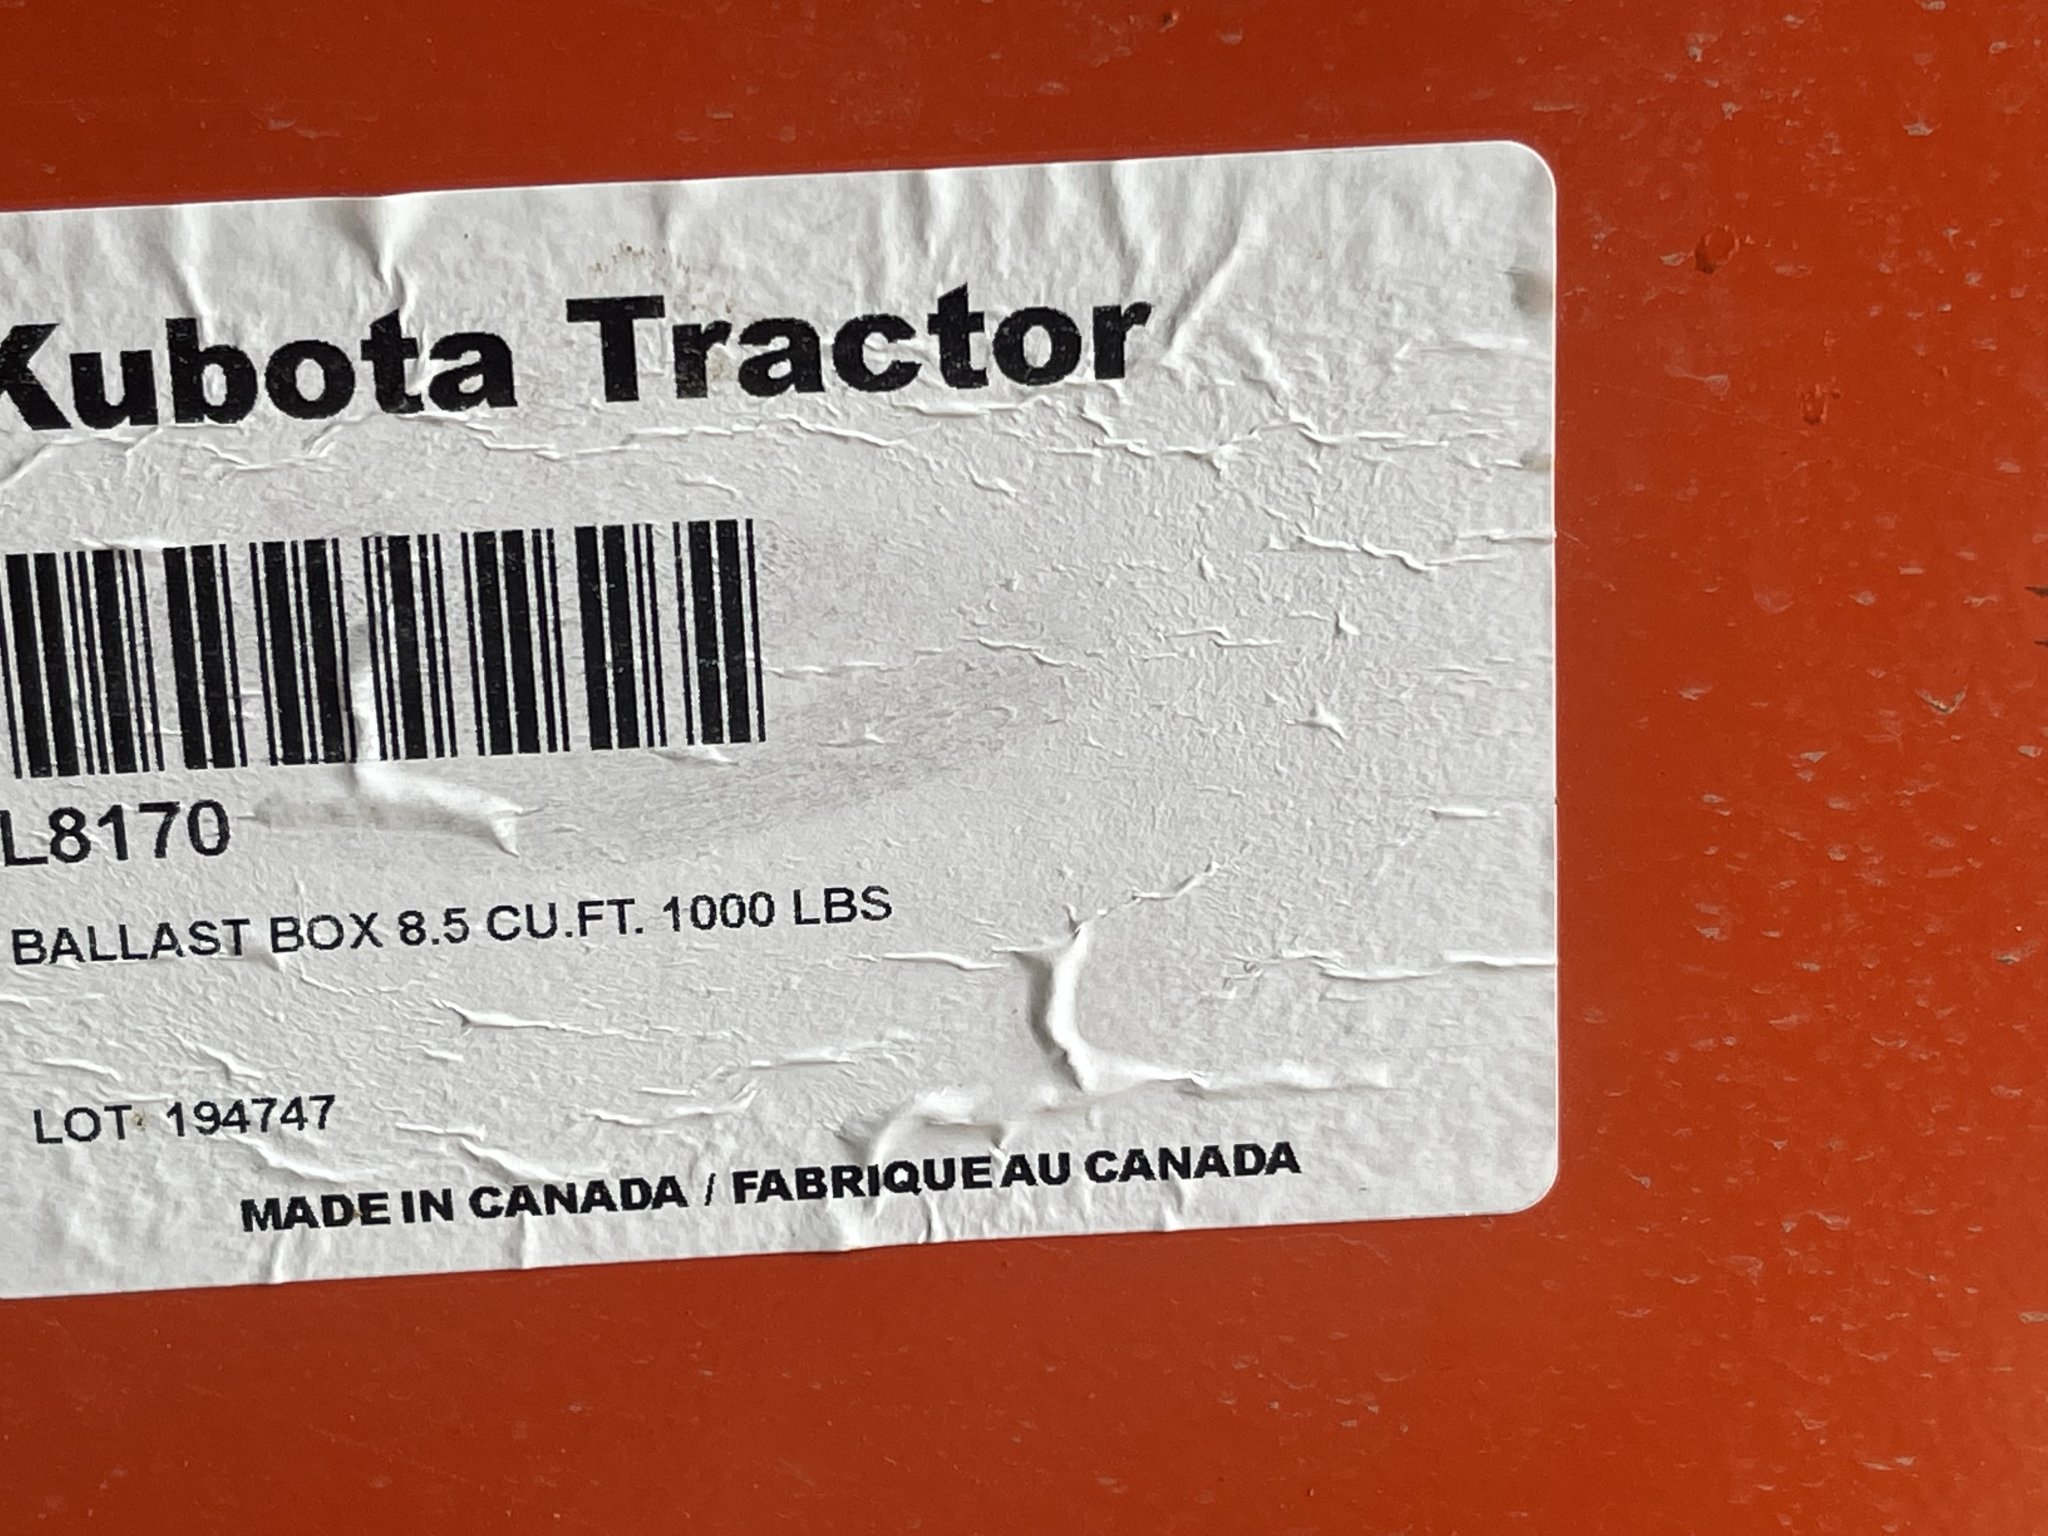 Kubota Tractor
L8170
BALLAST BOX 8.5 CU.FT. 1000 LBS
LOT: 194747
MADE IN CANADA / FABRIQUE AU CANADA